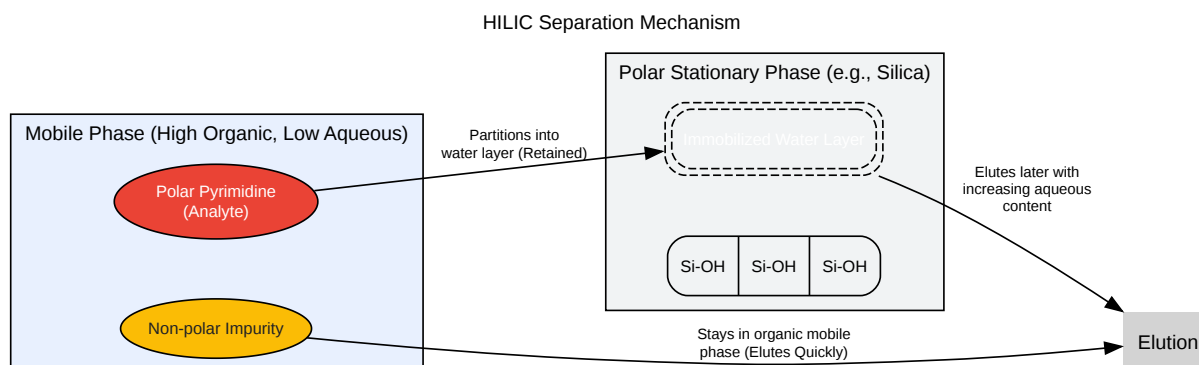 HILIC Separation Mechanism
Polar Stationary Phase (e.g., Silica)
Mobile Phase (High Organic, Low Aqueous)
Partitions into
water layer (Retained)
Immobilized Water Layer
Polar Pyrimidine
(Analyte)
Elutes later with
increasing aqueous
content
Si-OH
Si-OH
Si-OH
Non-polar Impurity
Stays in organic mobile
phase (Elutes Quickly)
Elution